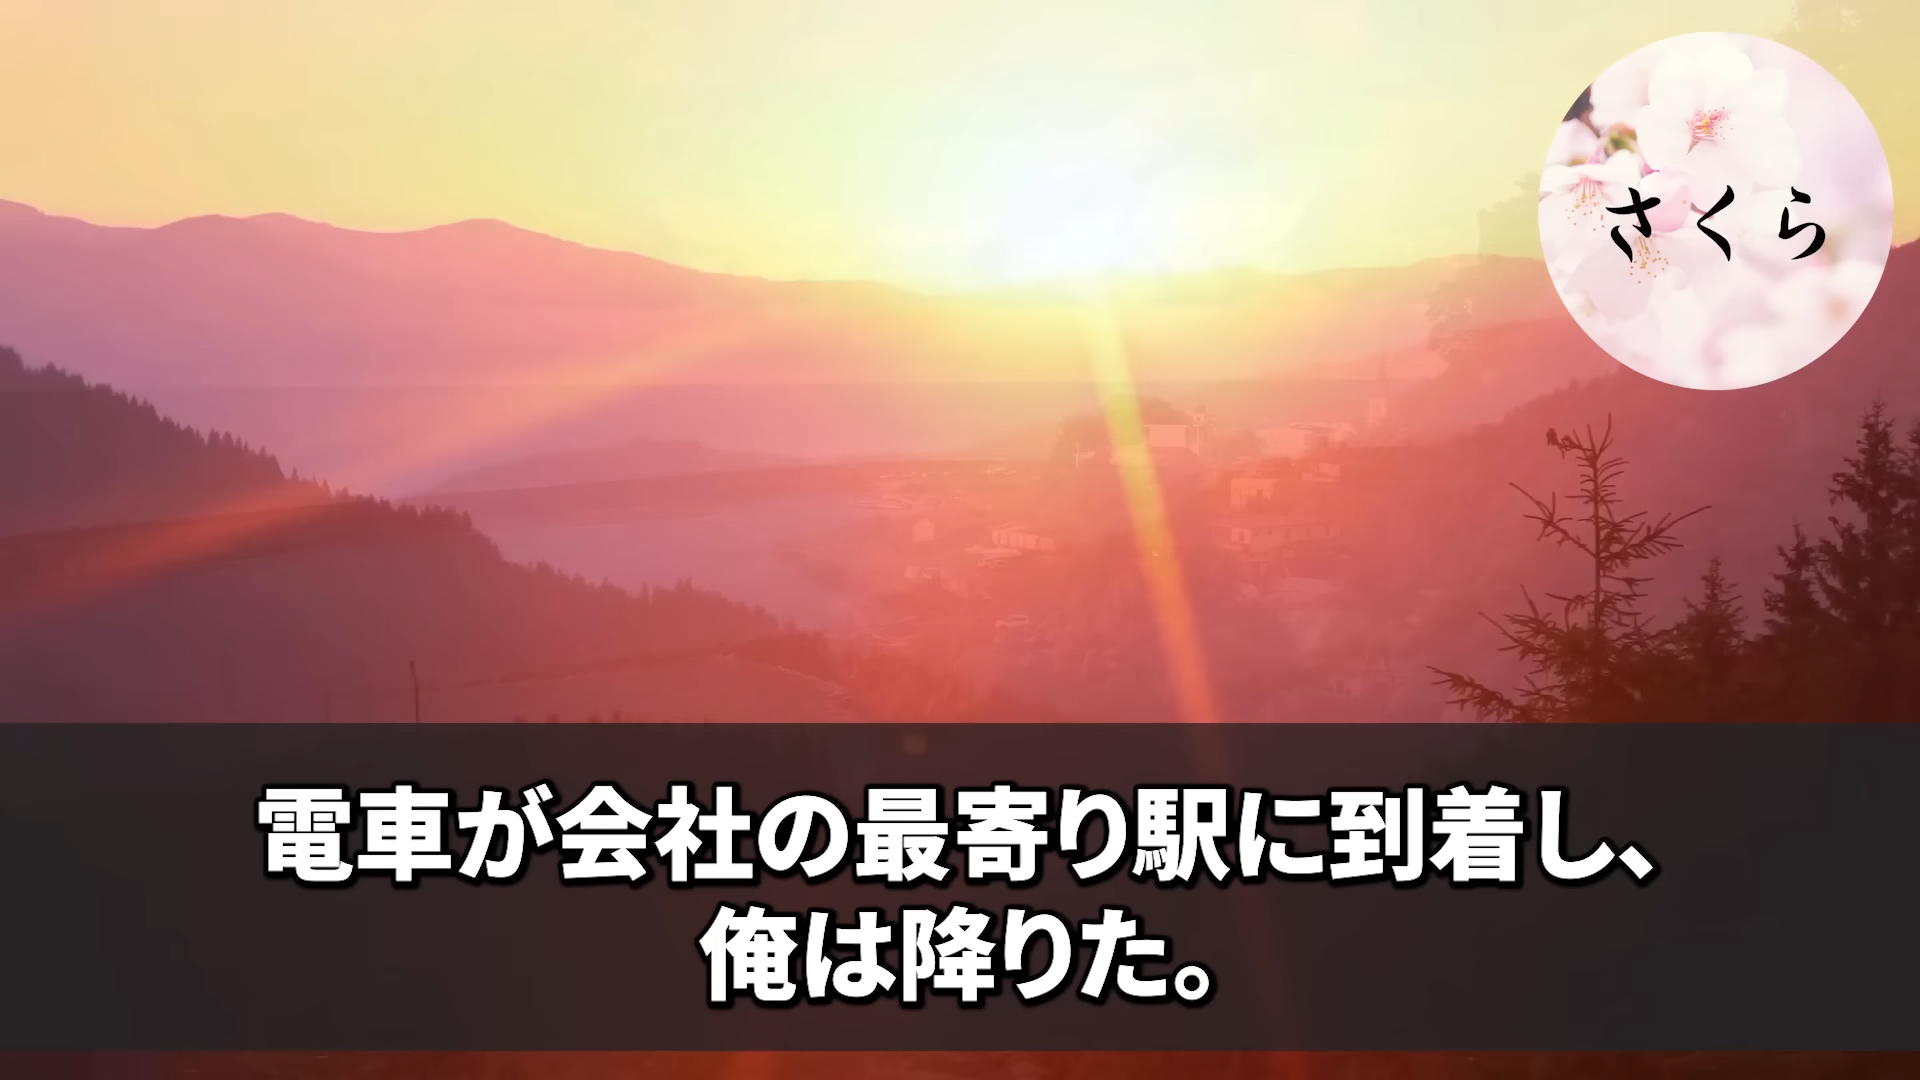 さくら
電車が会社の最寄り駅に到着し、
俺は降りた。